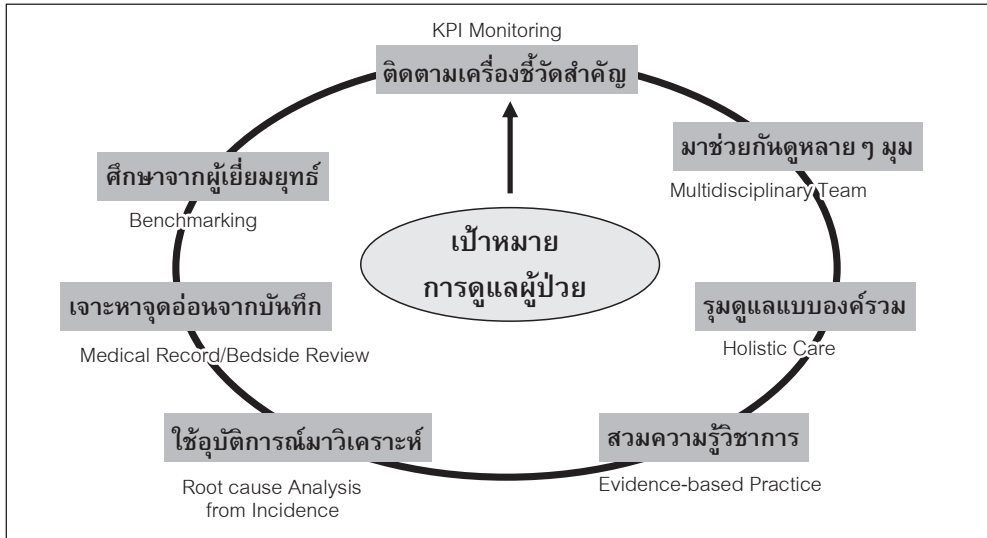 KPI Monitoring
ติดตามเครื่องชี้วัดสำคัญ
มาช่วยกันดูหลาย ๆ มุม
Multidisciplinary Team
ศึกษาจากผู้เยี่ยมยุทธ์
Benchmarking
เป้าหมาย
การดูแลผู้ป่วย
เจาะหาจุดอ่อนจากบันทึก
Medical Record/Bedside Review
รุมดูแลแบบองค์รวม
Holistic Care
ใช้อุบัติการณ์มาวิเคราะห์
Root cause Analysis
from Incidence
สวมความรู้วิชาการ
Evidence-based Practice